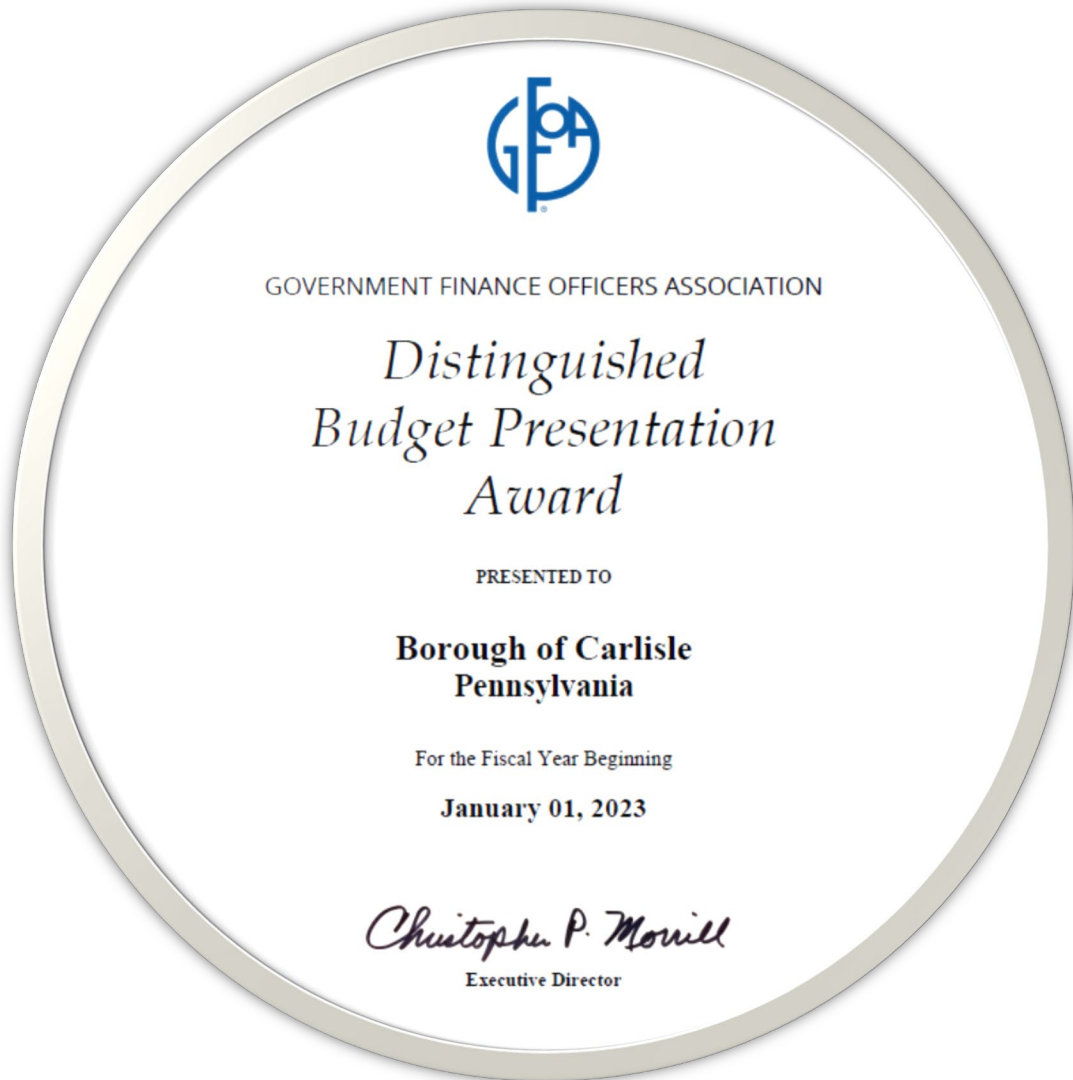 GFOA
®
GOVERNMENT FINANCE OFFICERS ASSOCIATION
Distinguished
Budget Presentation
Award
PRESENTED TO
Borough of Carlisle
Pennsylvania
For the Fiscal Year Beginning
January 01, 2023
Christopher P. Morrill
Executive Director